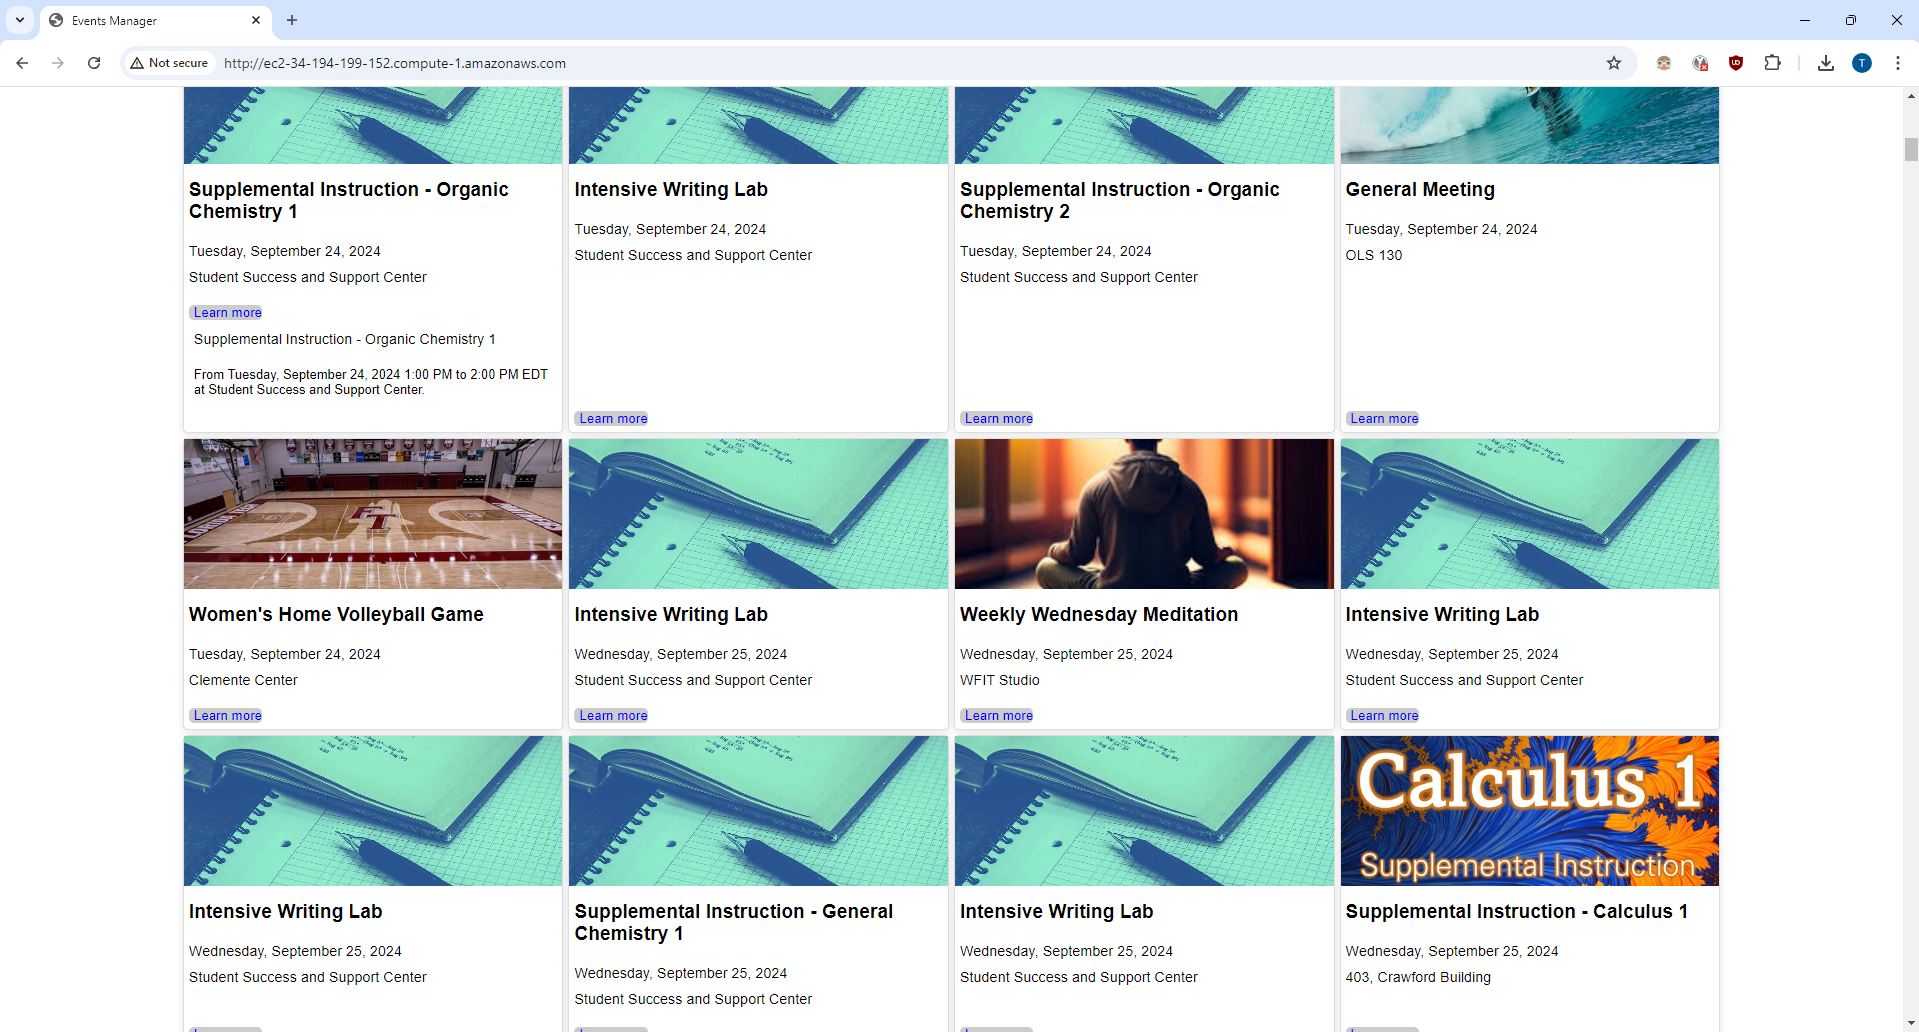 Events Manager
Not secure
http://ec2-34-194-199-152.compute-1.amazonaws.com
T
Supplemental Instruction - Organic
Chemistry 1
Tuesday, September 24, 2024
Student Success and Support Center
Learn more
Supplemental Instruction - Organic Chemistry 1
From Tuesday, September 24, 2024 1:00 PM to 2:00 PM EDT
at Student Success and Support Center.
Intensive Writing Lab
Tuesday, September 24, 2024
Student Success and Support Center
Learn more
Supplemental Instruction - Organic
Chemistry 2
Tuesday, September 24, 2024
Student Success and Support Center
Learn more
General Meeting
Tuesday, September 24, 2024
OLS 130
Learn more
FT
Women's Home Volleyball Game
Tuesday, September 24, 2024
Clemente Center
Learn more
Intensive Writing Lab
Wednesday, September 25, 2024
Student Success and Support Center
Learn more
Weekly Wednesday Meditation
Wednesday, September 25, 2024
WFIT Studio
Learn more
Intensive Writing Lab
Wednesday, September 25, 2024
Student Success and Support Center
Learn more
Intensive Writing Lab
Wednesday, September 25, 2024
Student Success and Support Center
Supplemental Instruction - General
Chemistry 1
Wednesday, September 25, 2024
Student Success and Support Center
Intensive Writing Lab
Wednesday, September 25, 2024
Student Success and Support Center
Calculus 1
Supplemental Instruction
Supplemental Instruction - Calculus 1
Wednesday, September 25, 2024
403, Crawford Building